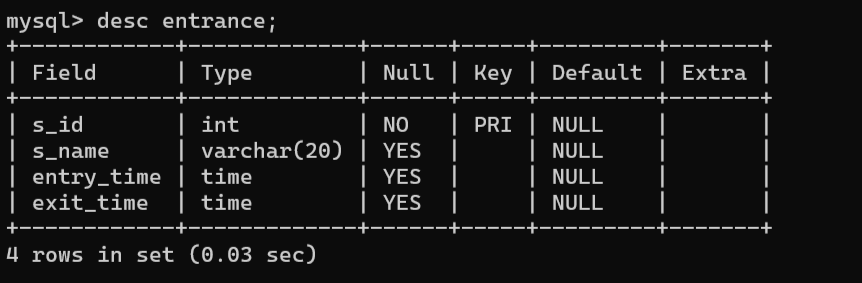 mysql> desc entrance;
+------------+-------------+------+-----+---------+-------+
| Field      | Type        | Null | Key | Default | Extra |
+------------+-------------+------+-----+---------+-------+
| s_id       | int         | NO   | PRI | NULL    |       |
| s_name     | varchar(20) | YES  |     | NULL    |       |
| entry_time | time        | YES  |     | NULL    |       |
| exit_time  | time        | YES  |     | NULL    |       |
+------------+-------------+------+-----+---------+-------+
4 rows in set (0.03 sec)